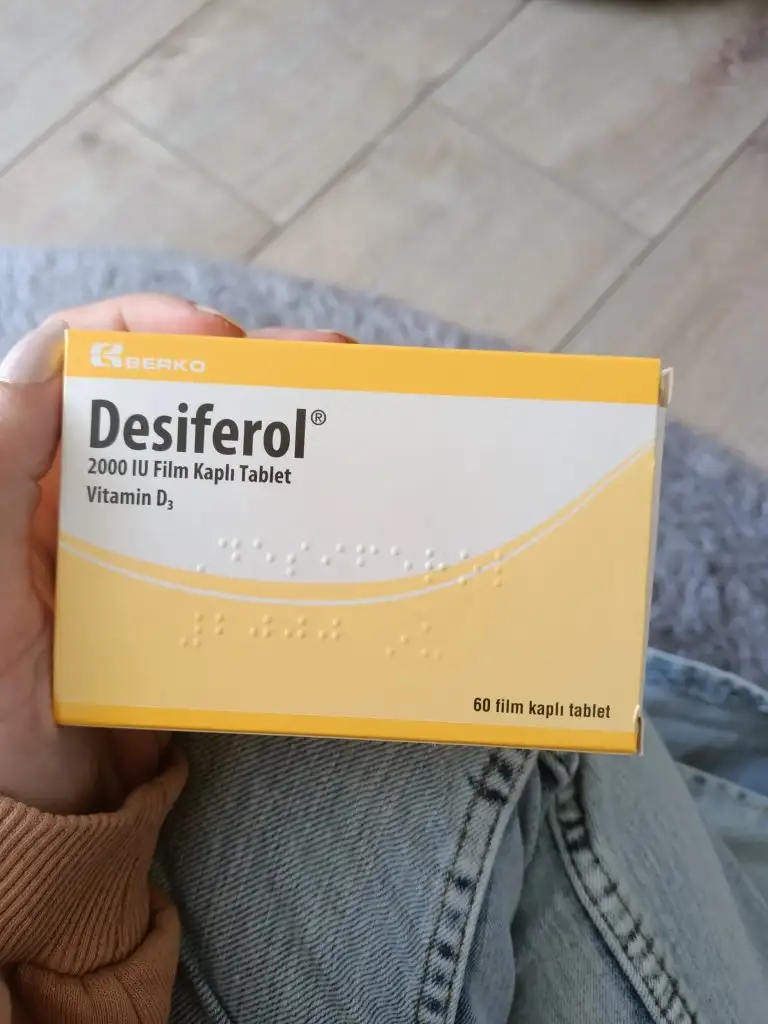 BERKO
Desiferol®
2000 IU Film Kaplı Tablet
Vitamin D₃
60 film kaplı tablet